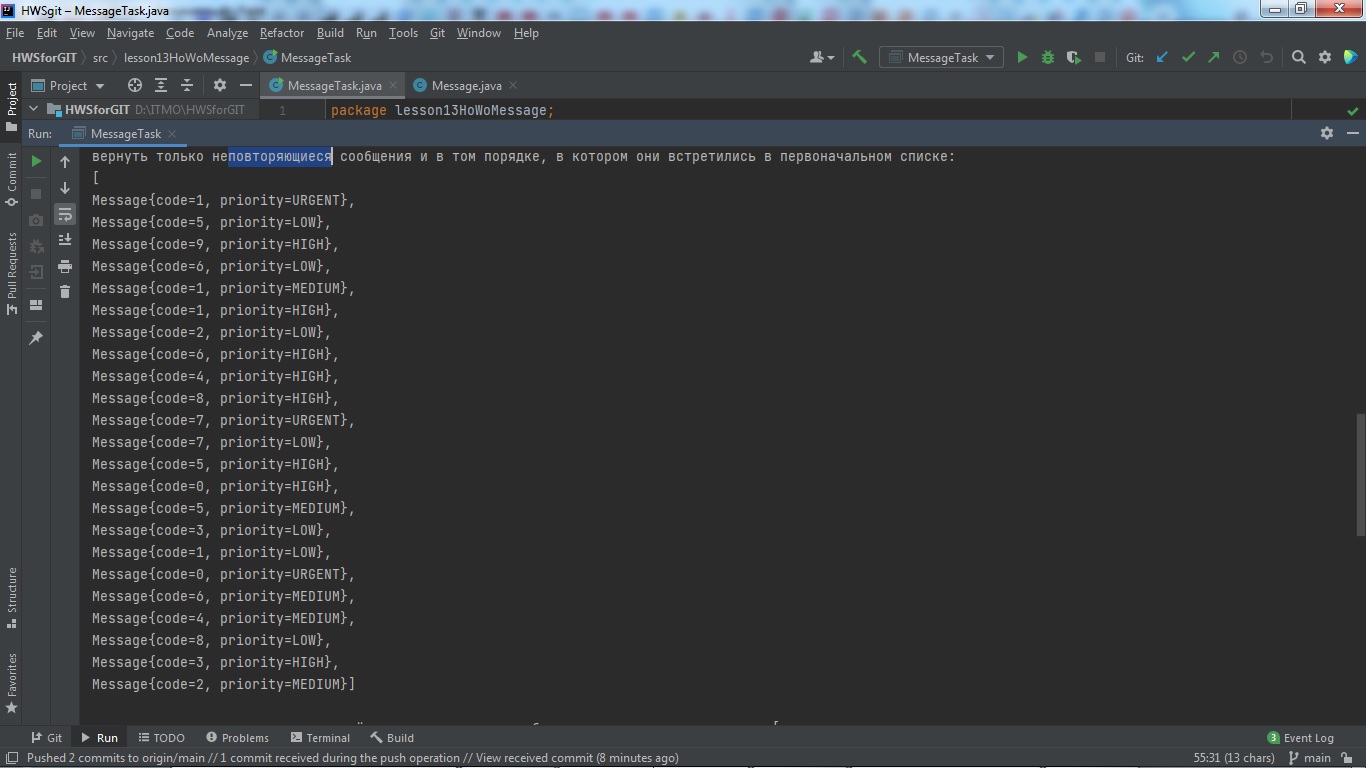 HWSgit – MessageTask.java
File Edit View Navigate Code Analyze Refactor Build Run Tools Git Window Help
HWSforGIT src lesson13HoWoMessage MessageTask MessageTask Git:
Project MessageTask.java Message.java
HWSforGIT D:\ITMO\HWSforGIT 1 package lesson13HoWoMessage;
Run: MessageTask
вернуть только неповторяющиеся сообщения и в том порядке, в котором они встретились в первоначальном списке:
[
Message{code=1, priority=URGENT},
Message{code=5, priority=LOW},
Message{code=9, priority=HIGH},
Message{code=6, priority=LOW},
Message{code=1, priority=MEDIUM},
Message{code=1, priority=HIGH},
Message{code=2, priority=LOW},
Message{code=6, priority=HIGH},
Message{code=4, priority=HIGH},
Message{code=8, priority=HIGH},
Message{code=7, priority=URGENT},
Message{code=7, priority=LOW},
Message{code=5, priority=HIGH},
Message{code=0, priority=HIGH},
Message{code=5, priority=MEDIUM},
Message{code=3, priority=LOW},
Message{code=1, priority=LOW},
Message{code=0, priority=URGENT},
Message{code=6, priority=MEDIUM},
Message{code=4, priority=MEDIUM},
Message{code=8, priority=LOW},
Message{code=3, priority=HIGH},
Message{code=2, priority=MEDIUM}]
Project
Commit
Pull Requests
Structure
Favorites
Git Run TODO Problems Terminal Build 3 Event Log
Pushed 2 commits to origin/main // 1 commit received during the push operation // View received commit (8 minutes ago) 55:31 (13 chars) main